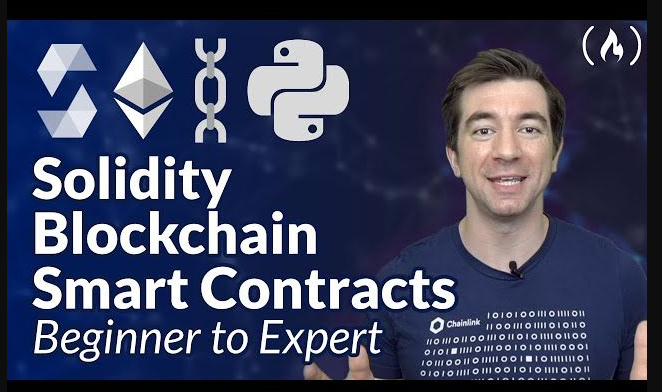 Solidity
Blockchain
Smart Contracts
Beginner to Expert
Chainlink